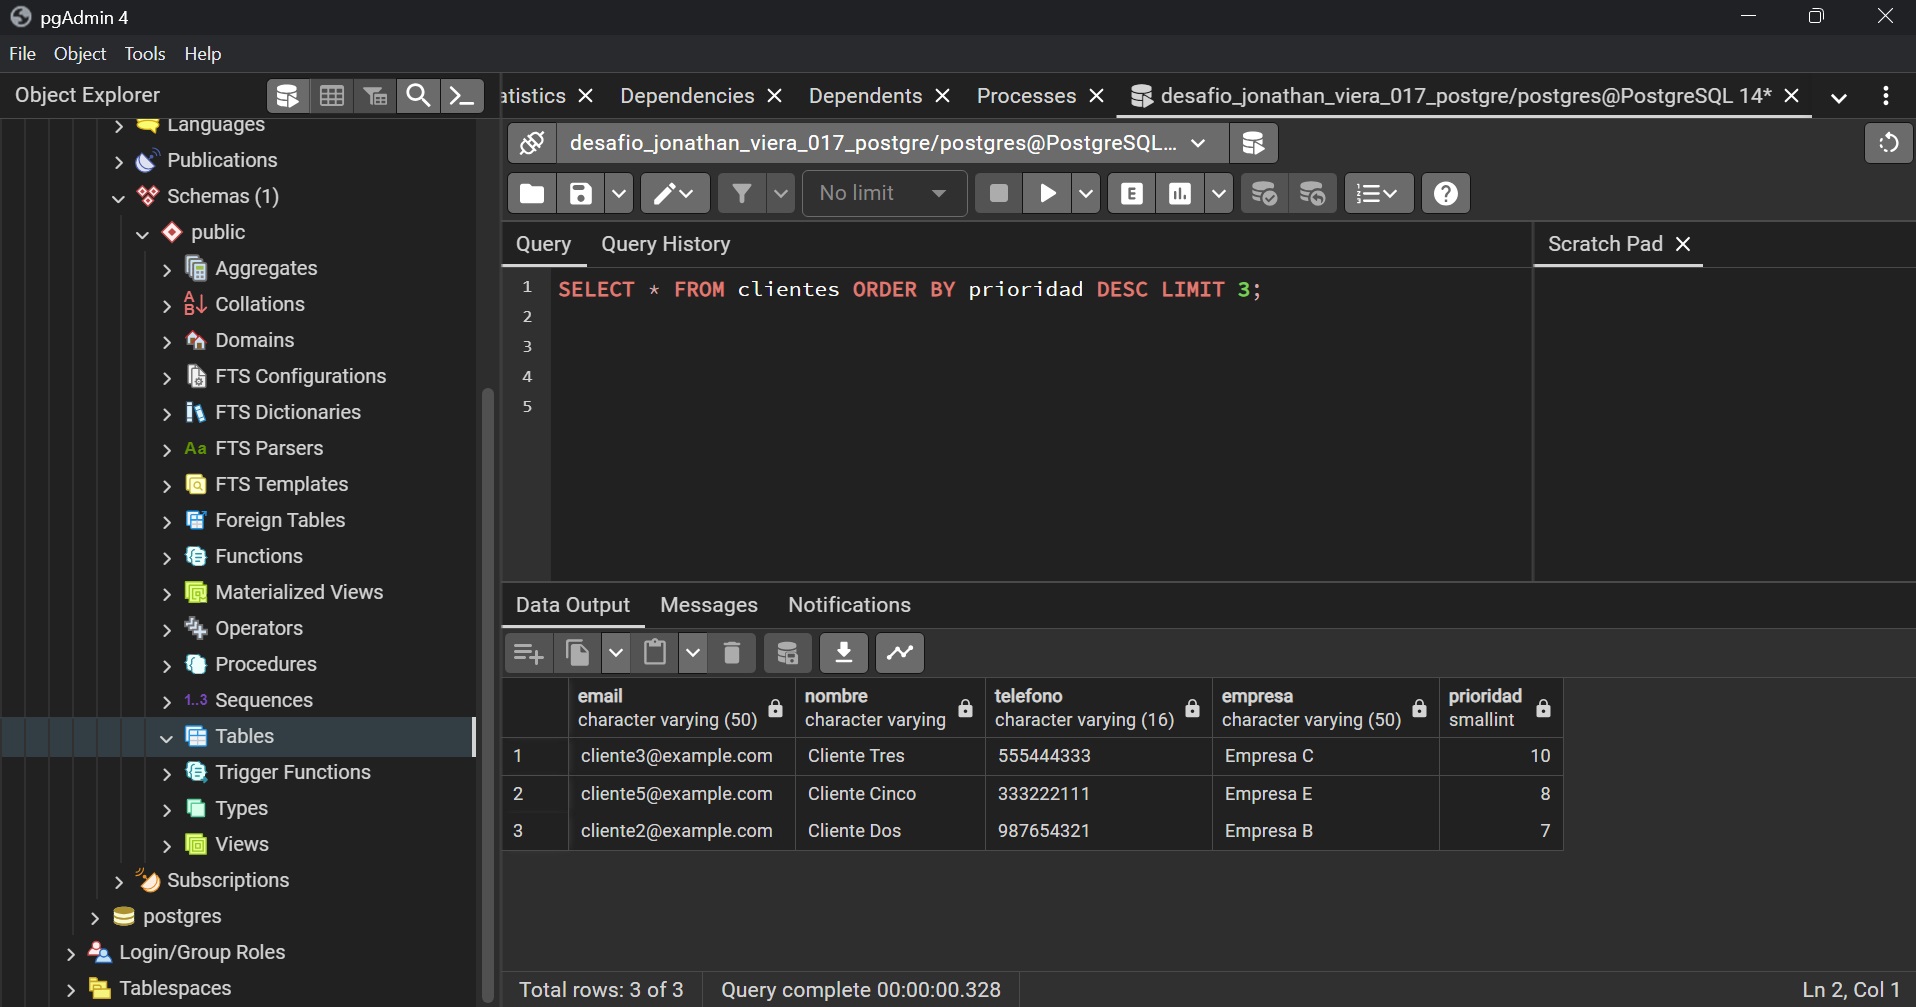 pgAdmin 4
File Object Tools Help
Object Explorer
Languages
Publications
Schemas (1)
public
Aggregates
Collations
Domains
FTS Configurations
FTS Dictionaries
Aa FTS Parsers
FTS Templates
Foreign Tables
Functions
Materialized Views
Operators
Procedures
1..3 Sequences
Tables
Trigger Functions
Types
Views
Subscriptions
postgres
Login/Group Roles
Tablespaces
atistics Dependencies Dependents Processes desafio_jonathan_viera_017_postgre/postgres@PostgreSQL 14*
desafio_jonathan_viera_017_postgre/postgres@PostgreSQL...
No limit E
Query Query History Scratch Pad
1 SELECT * FROM clientes ORDER BY prioridad DESC LIMIT 3;
2
3
4
5
Data Output Messages Notifications
email nombre telefono empresa prioridad
character varying (50) character varying character varying (16) character varying (50) smallint
1 cliente3@example.com Cliente Tres 555444333 Empresa C 10
2 cliente5@example.com Cliente Cinco 333222111 Empresa E 8
3 cliente2@example.com Cliente Dos 987654321 Empresa B 7
Total rows: 3 of 3 Query complete 00:00:00.328 Ln 2, Col 1